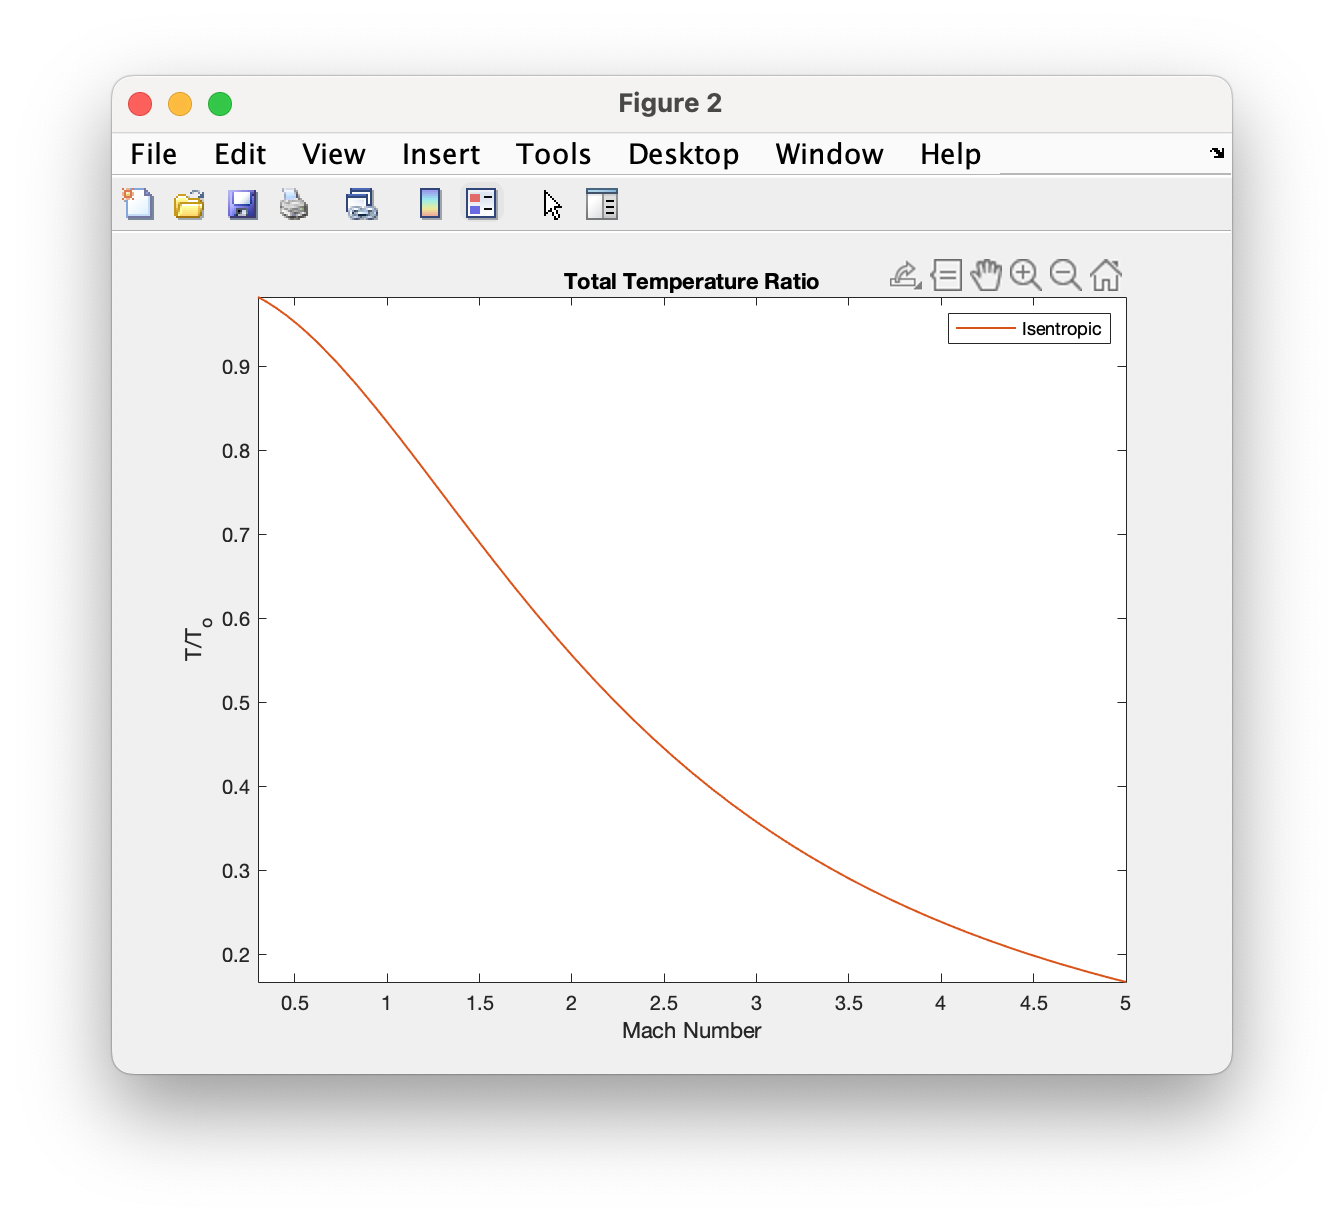 Figure 2
File Edit View Insert Tools Desktop Window Help
Total Temperature Ratio
Isentropic
0.9
0.8
0.7
0.6
0.5
0.4
0.3
0.2
T/To
0.5 1 1.5 2 2.5 3 3.5 4 4.5 5
Mach Number